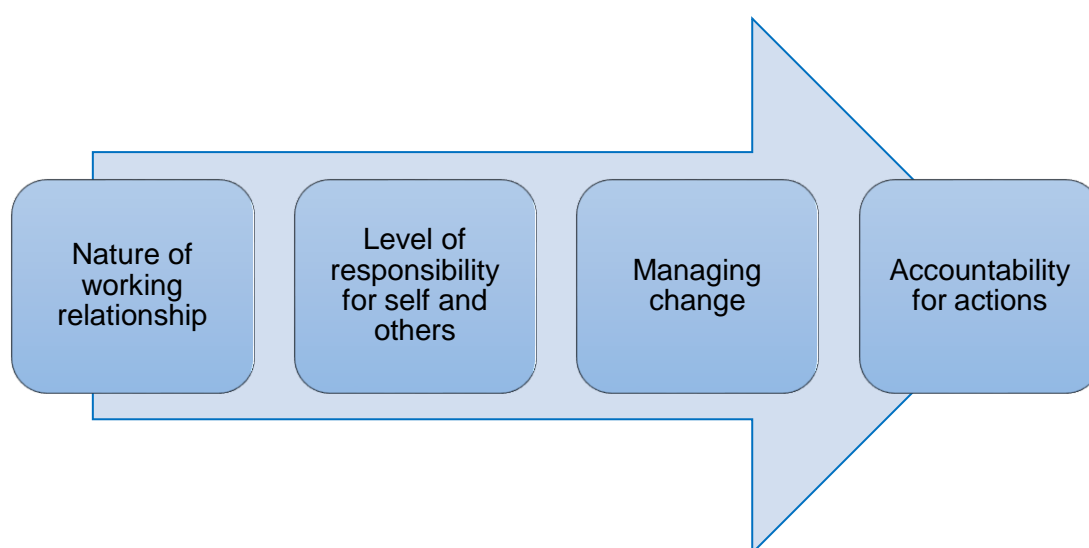 Nature of
working
relationship
Level of
responsibility
for self and
others
Managing
change
Accountability
for actions